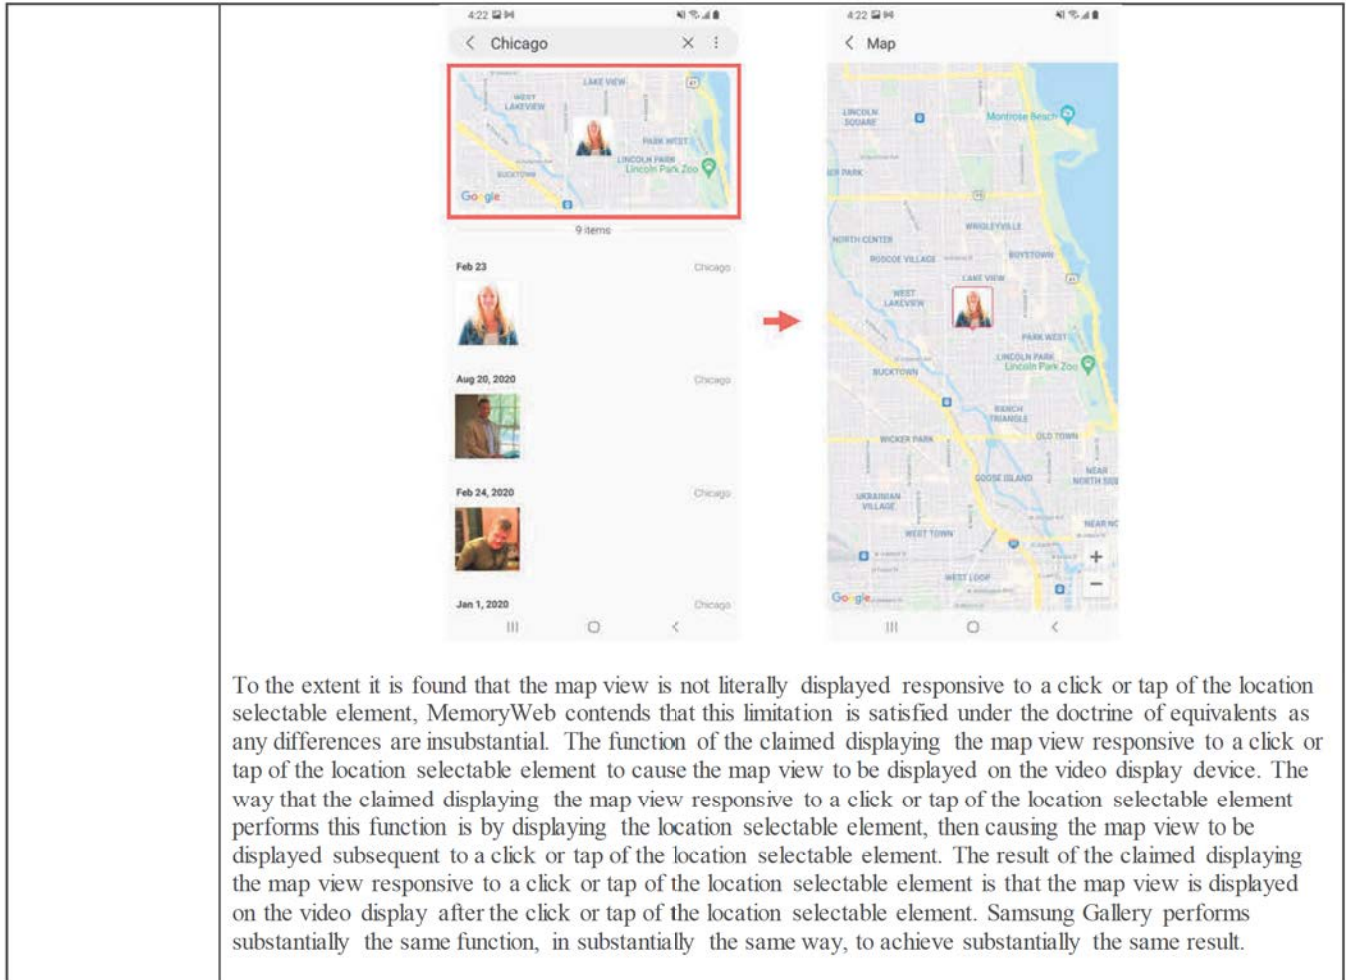 4:22
Chicago
LAKE VIEW
WEST
LAKEVIEW
PARK WEST
LINCOLN PARK
Lincoln Park Zoo
BUCKTOWN
Google
9 items
Feb 23 Chicago
Aug 20, 2020 Chicago
Feb 24, 2020 Chicago
Jan 1, 2020 Chicago
4:22
Map
LINCOLN
SQUARE
Montrose Beach
ER PARK
WRIGLEYVILLE
NORTH CENTER
ROSCOE VILLAGE
BOYSTOWN
LAKE VIEW
WEST
LAKEVIEW
PARK WEST
LINCOLN PARK
Lincoln Park Zoo
BUCKTOWN
RANCH
TRIANGLE
WICKER PARK
OLD TOWN
GOOSE ISLAND
NEAR
NORTH SIDE
UKRAINIAN
VILLAGE
NEAR NO
WEST TOWN
WEST LOOP
Google
To the extent it is found that the map view is not literally displayed responsive to a click or tap of the location
selectable element, MemoryWeb contends that this limitation is satisfied under the doctrine of equivalents as
any differences are insubstantial. The function of the claimed displaying the map view responsive to a click or
tap of the location selectable element to cause the map view to be displayed on the video display device. The
way that the claimed displaying the map view responsive to a click or tap of the location selectable element
performs this function is by displaying the location selectable element, then causing the map view to be
displayed subsequent to a click or tap of the location selectable element. The result of the claimed displaying
the map view responsive to a click or tap of the location selectable element is that the map view is displayed
on the video display after the click or tap of the location selectable element. Samsung Gallery performs
substantially the same function, in substantially the same way, to achieve substantially the same result.